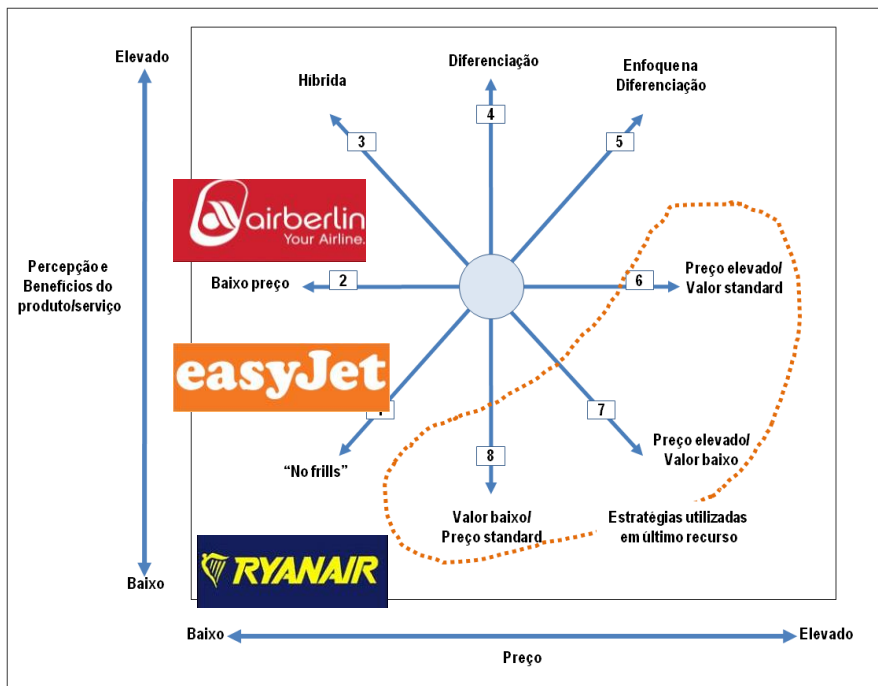 Elevado
Diferenciação
Enfoque na
Diferenciação
Híbrida
4
3
5
airberlin
Your Airline.
Percepção e
Benefícios do
produto/serviço
Baixo preço
2
6
Preço elevado/
Valor standard
easyJet
7
Preço elevado/
Valor baixo
8
“No frills”
Valor baixo/
Preço standard
Estratégias utilizadas
em último recurso
RYANAIR
Baixo
Baixo
Elevado
Preço